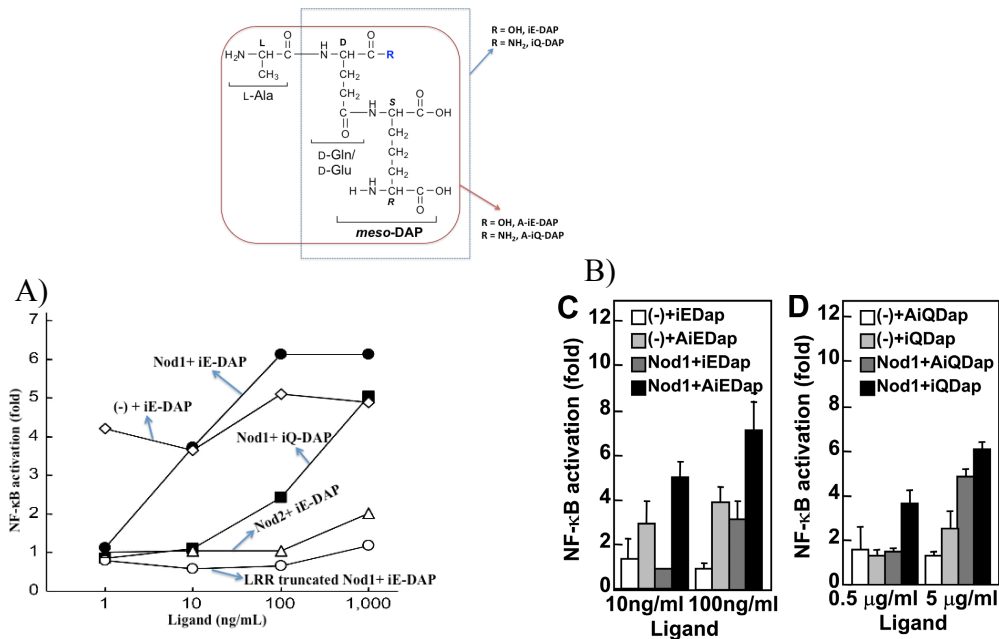 R = OH, iE-DAP
R = NH₂, iQ-DAP
L
O
H
D
O
H₂N—CH—C
N—CH—C—R
CH₃
CH₂
L-Ala
CH₂
H
S
O
C—N—CH—C—OH
O
CH₂
D-Gln/
D-Glu
CH₂
CH₂
H
O
H—N—CH—C—OH
R
meso-DAP
R = OH, A-iE-DAP
R = NH₂, A-iQ-DAP
A)
NF-κB activation (fold)
7
6
5
4
3
2
1
0
Nod1+ iE-DAP
(-) + iE-DAP
Nod1+ iQ-DAP
Nod2+ iE-DAP
LRR truncated Nod1+ iE-DAP
1
10
100
1,000
Ligand (ng/mL)
B)
C
(-)+iEDap
(-)+AiEDap
Nod1+iEDap
Nod1+AiEDap
NF-κB activation (fold)
12
10
8
6
4
2
0
10ng/ml
100ng/ml
Ligand
D
(-)+AiQDap
(-)+iQDap
Nod1+AiQDap
Nod1+iQDap
NF-κB activation (fold)
12
10
8
6
4
2
0
0.5 μg/ml
5 μg/ml
Ligand